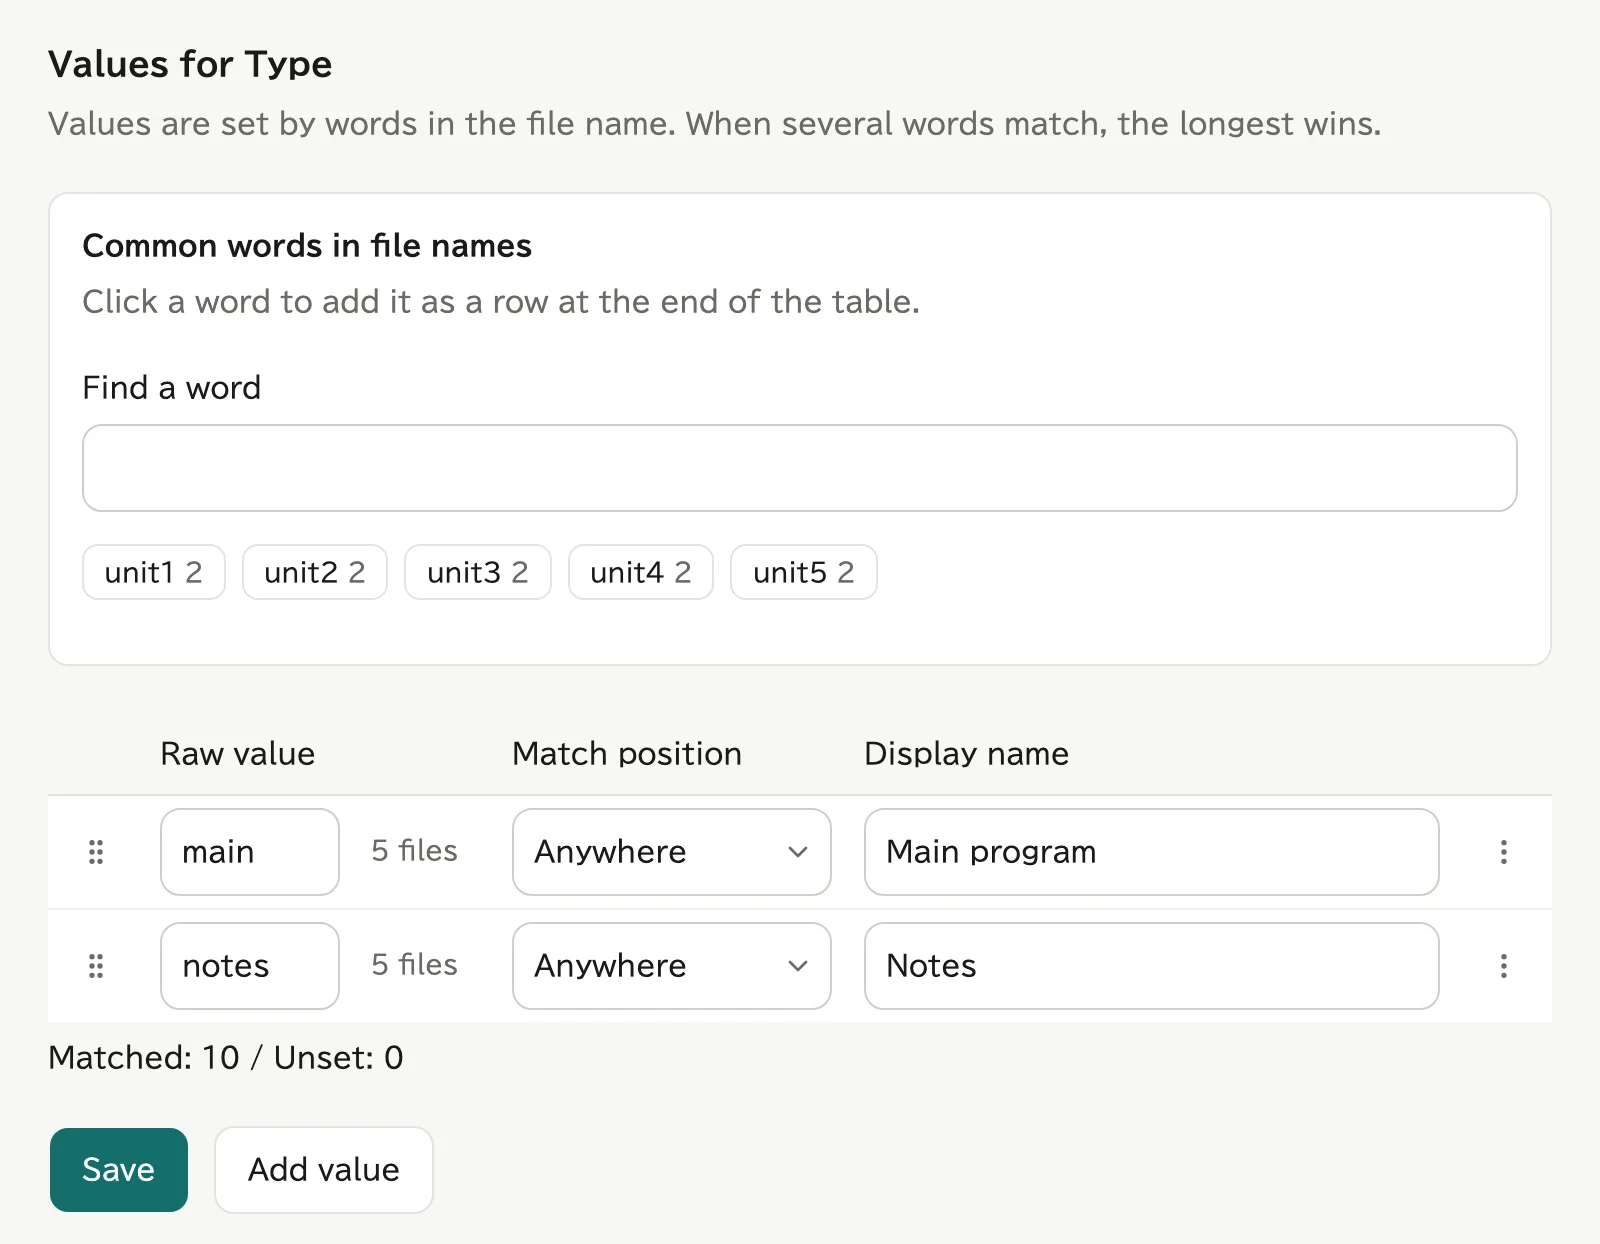 Values for Type
Values are set by words in the file name. When several words match, the longest wins.
Common words in file names
Click a word to add it as a row at the end of the table.
Find a word
unit1 2 unit2 2 unit3 2 unit4 2 unit5 2
Raw value Match position Display name
main 5 files Anywhere Main program
notes 5 files Anywhere Notes
Matched: 10 / Unset: 0
Save Add value